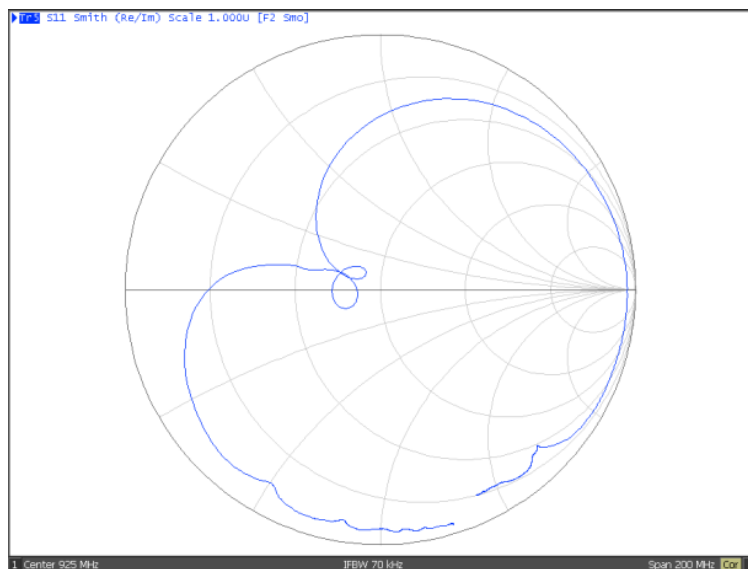 Tr3 S11 Smith (Re/Im) Scale 1.000U [F2 Smo]
1 Center 925 MHz IFBW 70 kHz Span 200 MHz Cor